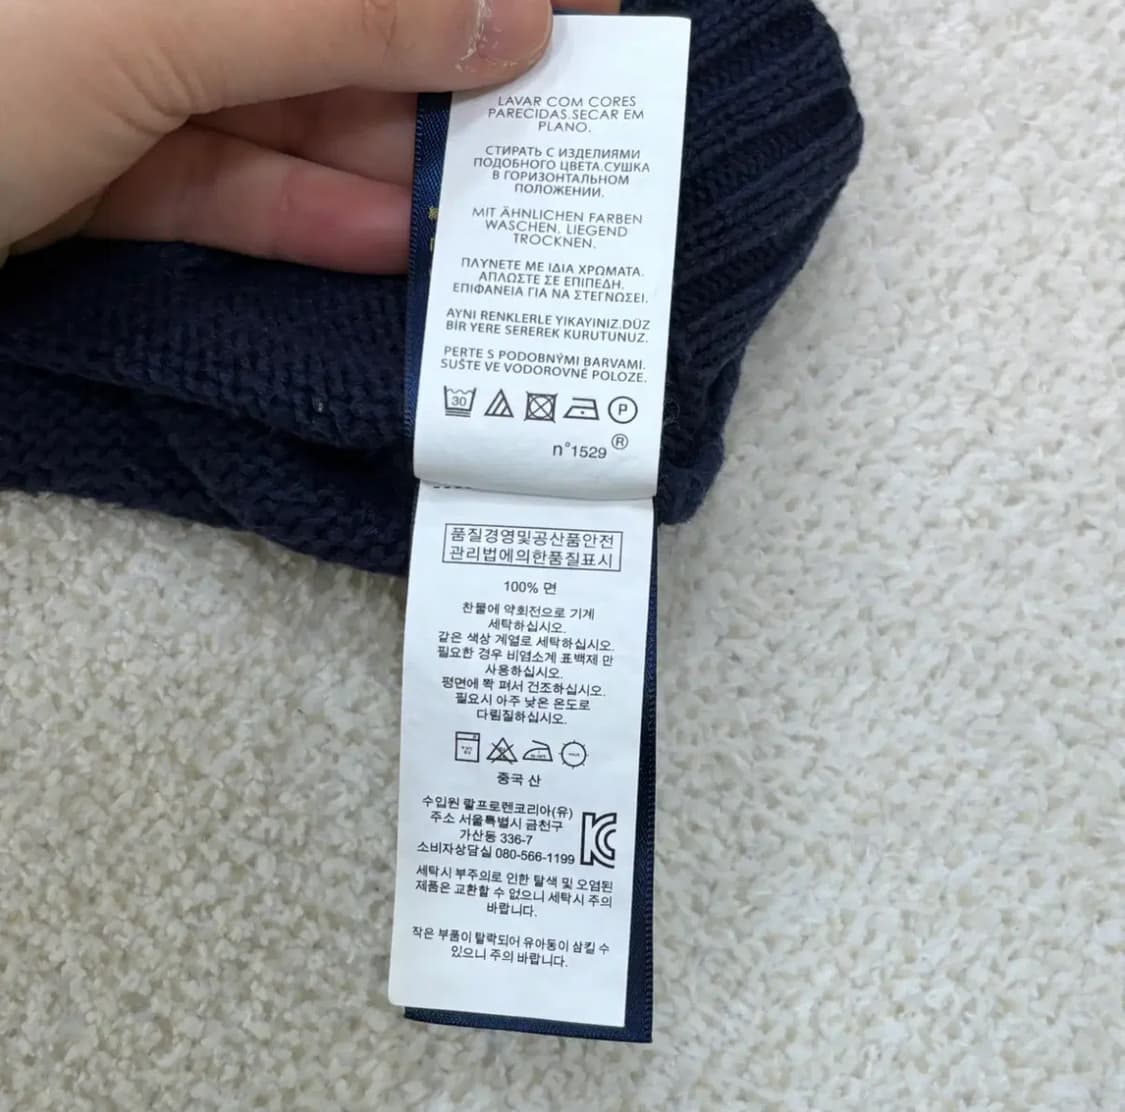 LAVAR COM CORES
PARECIDAS.SECAR EM
PLANO.
СТИРАТЬ С ИЗДЕЛИЯМИ
ПОДОБНОГО ЦВЕТА.СУШКА
В ГОРИЗОНТАЛЬНОМ
ПОЛОЖЕНИИ.
MIT ÄHNLICHEN FARBEN
WASCHEN. LIEGEND
TROCKNEN.
ΠΛΥΝΕΤΕ ΜΕ ΙΔΙΑ ΧΡΩΜΑΤΑ.
ΑΠΛΩΣΤΕ ΣΕ ΕΠΙΠΕΔΗ.
ΕΠΙΦΑΝΕΙΑ ΓΙΑ ΝΑ ΣΤΕΓΝΩΣΕΙ.
AYNI RENKLERLE YIKAYINIZ.DÜZ
BİR YERE SEREREK KURUTUNUZ.
PERTE S PODOBNÝMI BARVAMI.
SUŠTE VE VODOROVNÉ POLOZE.
30 P
n°1529 ®
품질경영및공산품안전
관리법에의한품질표시
100% 면
찬물에 약회전으로 기계
세탁하십시오.
같은 색상 계열로 세탁하십시오.
필요한 경우 비염소계 표백제 만
사용하십시오.
평면에 쫙 펴서 건조하십시오.
필요시 아주 낮은 온도로
다림질하십시오.
중국 산
수입원 랄프로렌코리아(유)
주소 서울특별시 금천구
가산동 336-7
소비자상담실 080-566-1199
KC
세탁시 부주의로 인한 탈색 및 오염된
제품은 교환할 수 없으니 세탁시 주의
바랍니다.
작은 부품이 탈락되어 유아동이 삼킬 수
있으니 주의 바랍니다.